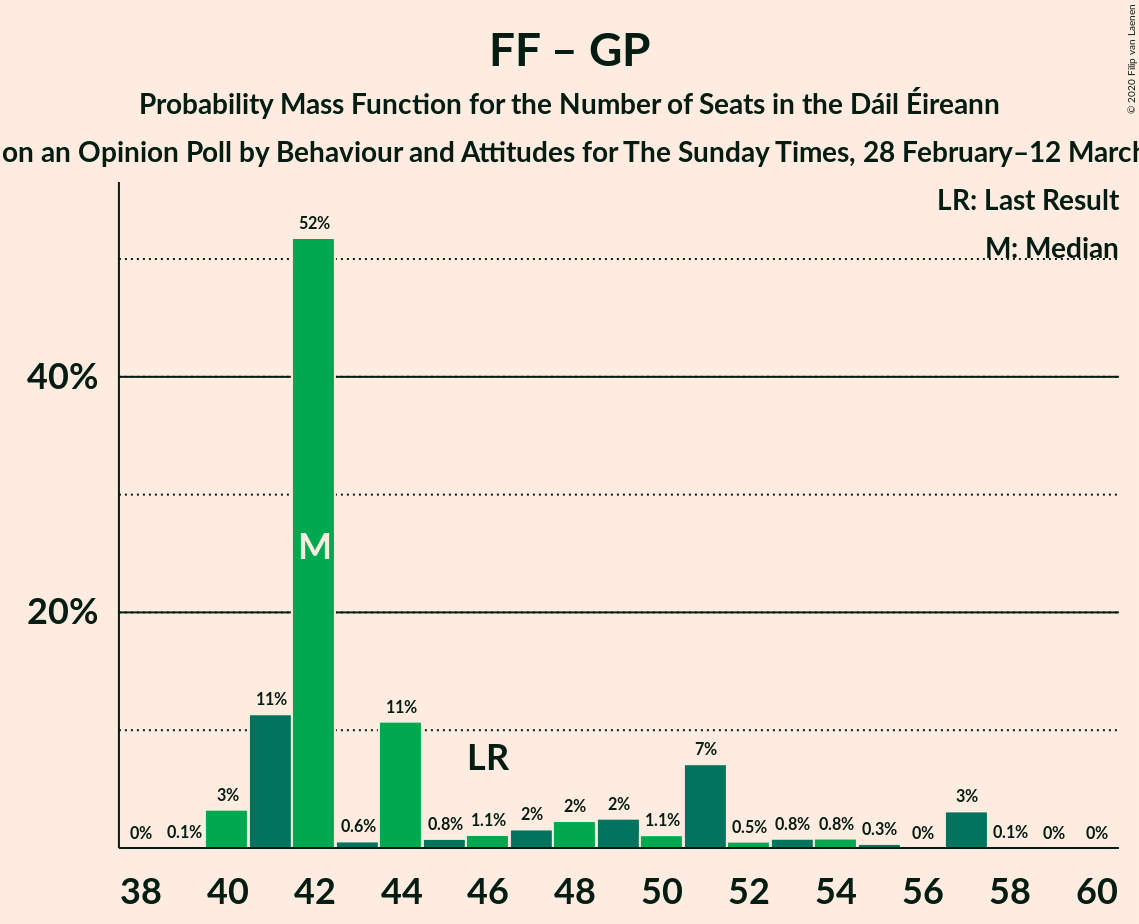 FF – GP
Probability Mass Function for the Number of Seats in the Dáil Éireann
on an Opinion Poll by Behaviour and Attitudes for The Sunday Times, 28 February–12 March
© 2020 Filip van Laenen
LR: Last Result
M: Median
40%
20%
0%
0.1%
3%
11%
52%
0.6%
11%
0.8%
1.1%
2%
2%
2%
1.1%
7%
0.5%
0.8%
0.8%
0.3%
0%
3%
0.1%
0%
0%
M
LR
38 40 42 44 46 48 50 52 54 56 58 60